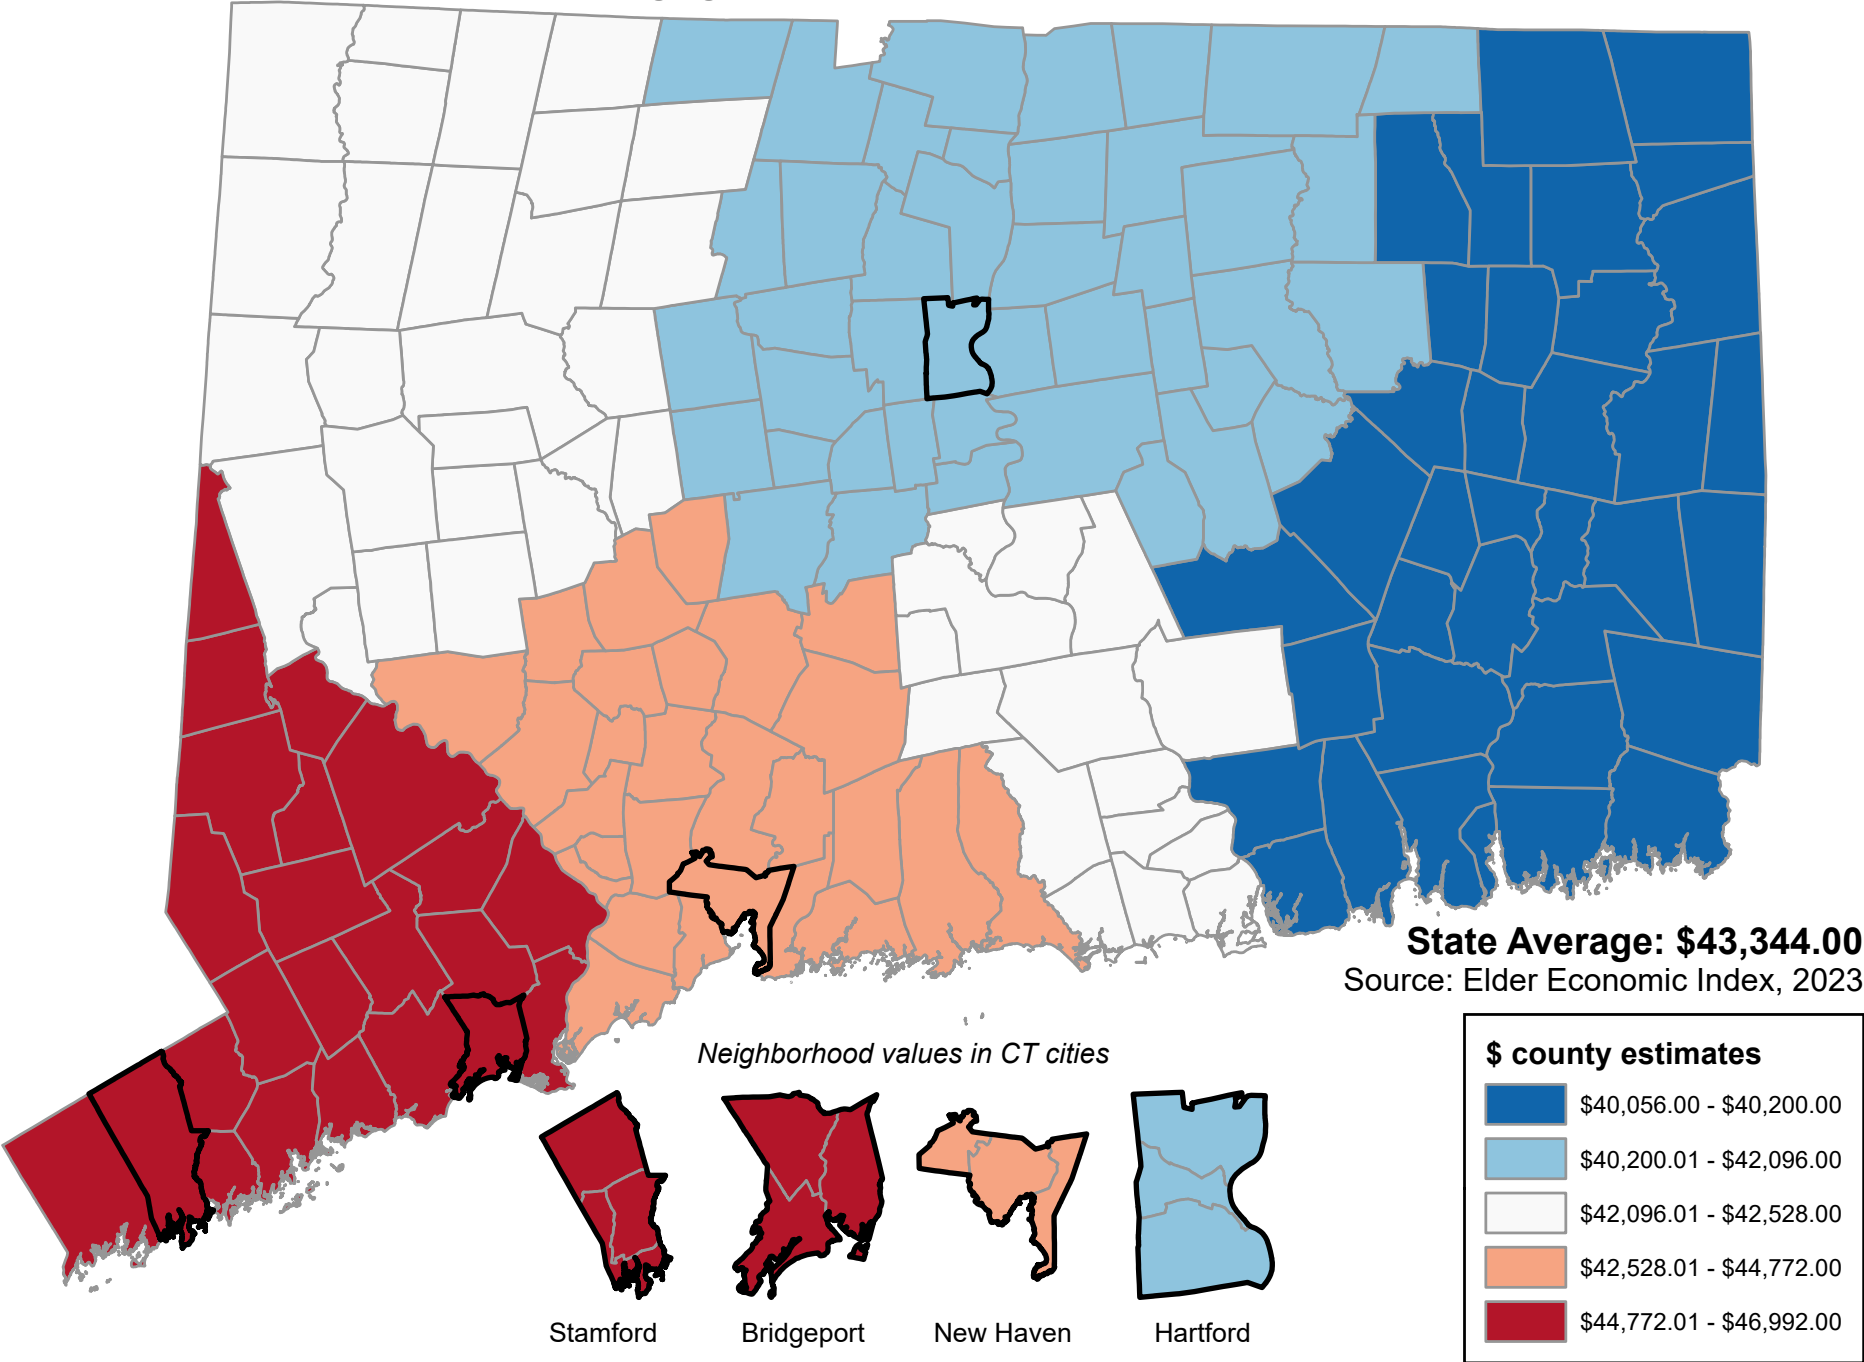 State Average: $43,344.00
Source: Elder Economic Index, 2023
Neighborhood values in CT cities
Stamford
Bridgeport
New Haven
Hartford
$ county estimates
$40,056.00 - $40,200.00
$40,200.01 - $42,096.00
$42,096.01 - $42,528.00
$42,528.01 - $44,772.00
$44,772.01 - $46,992.00